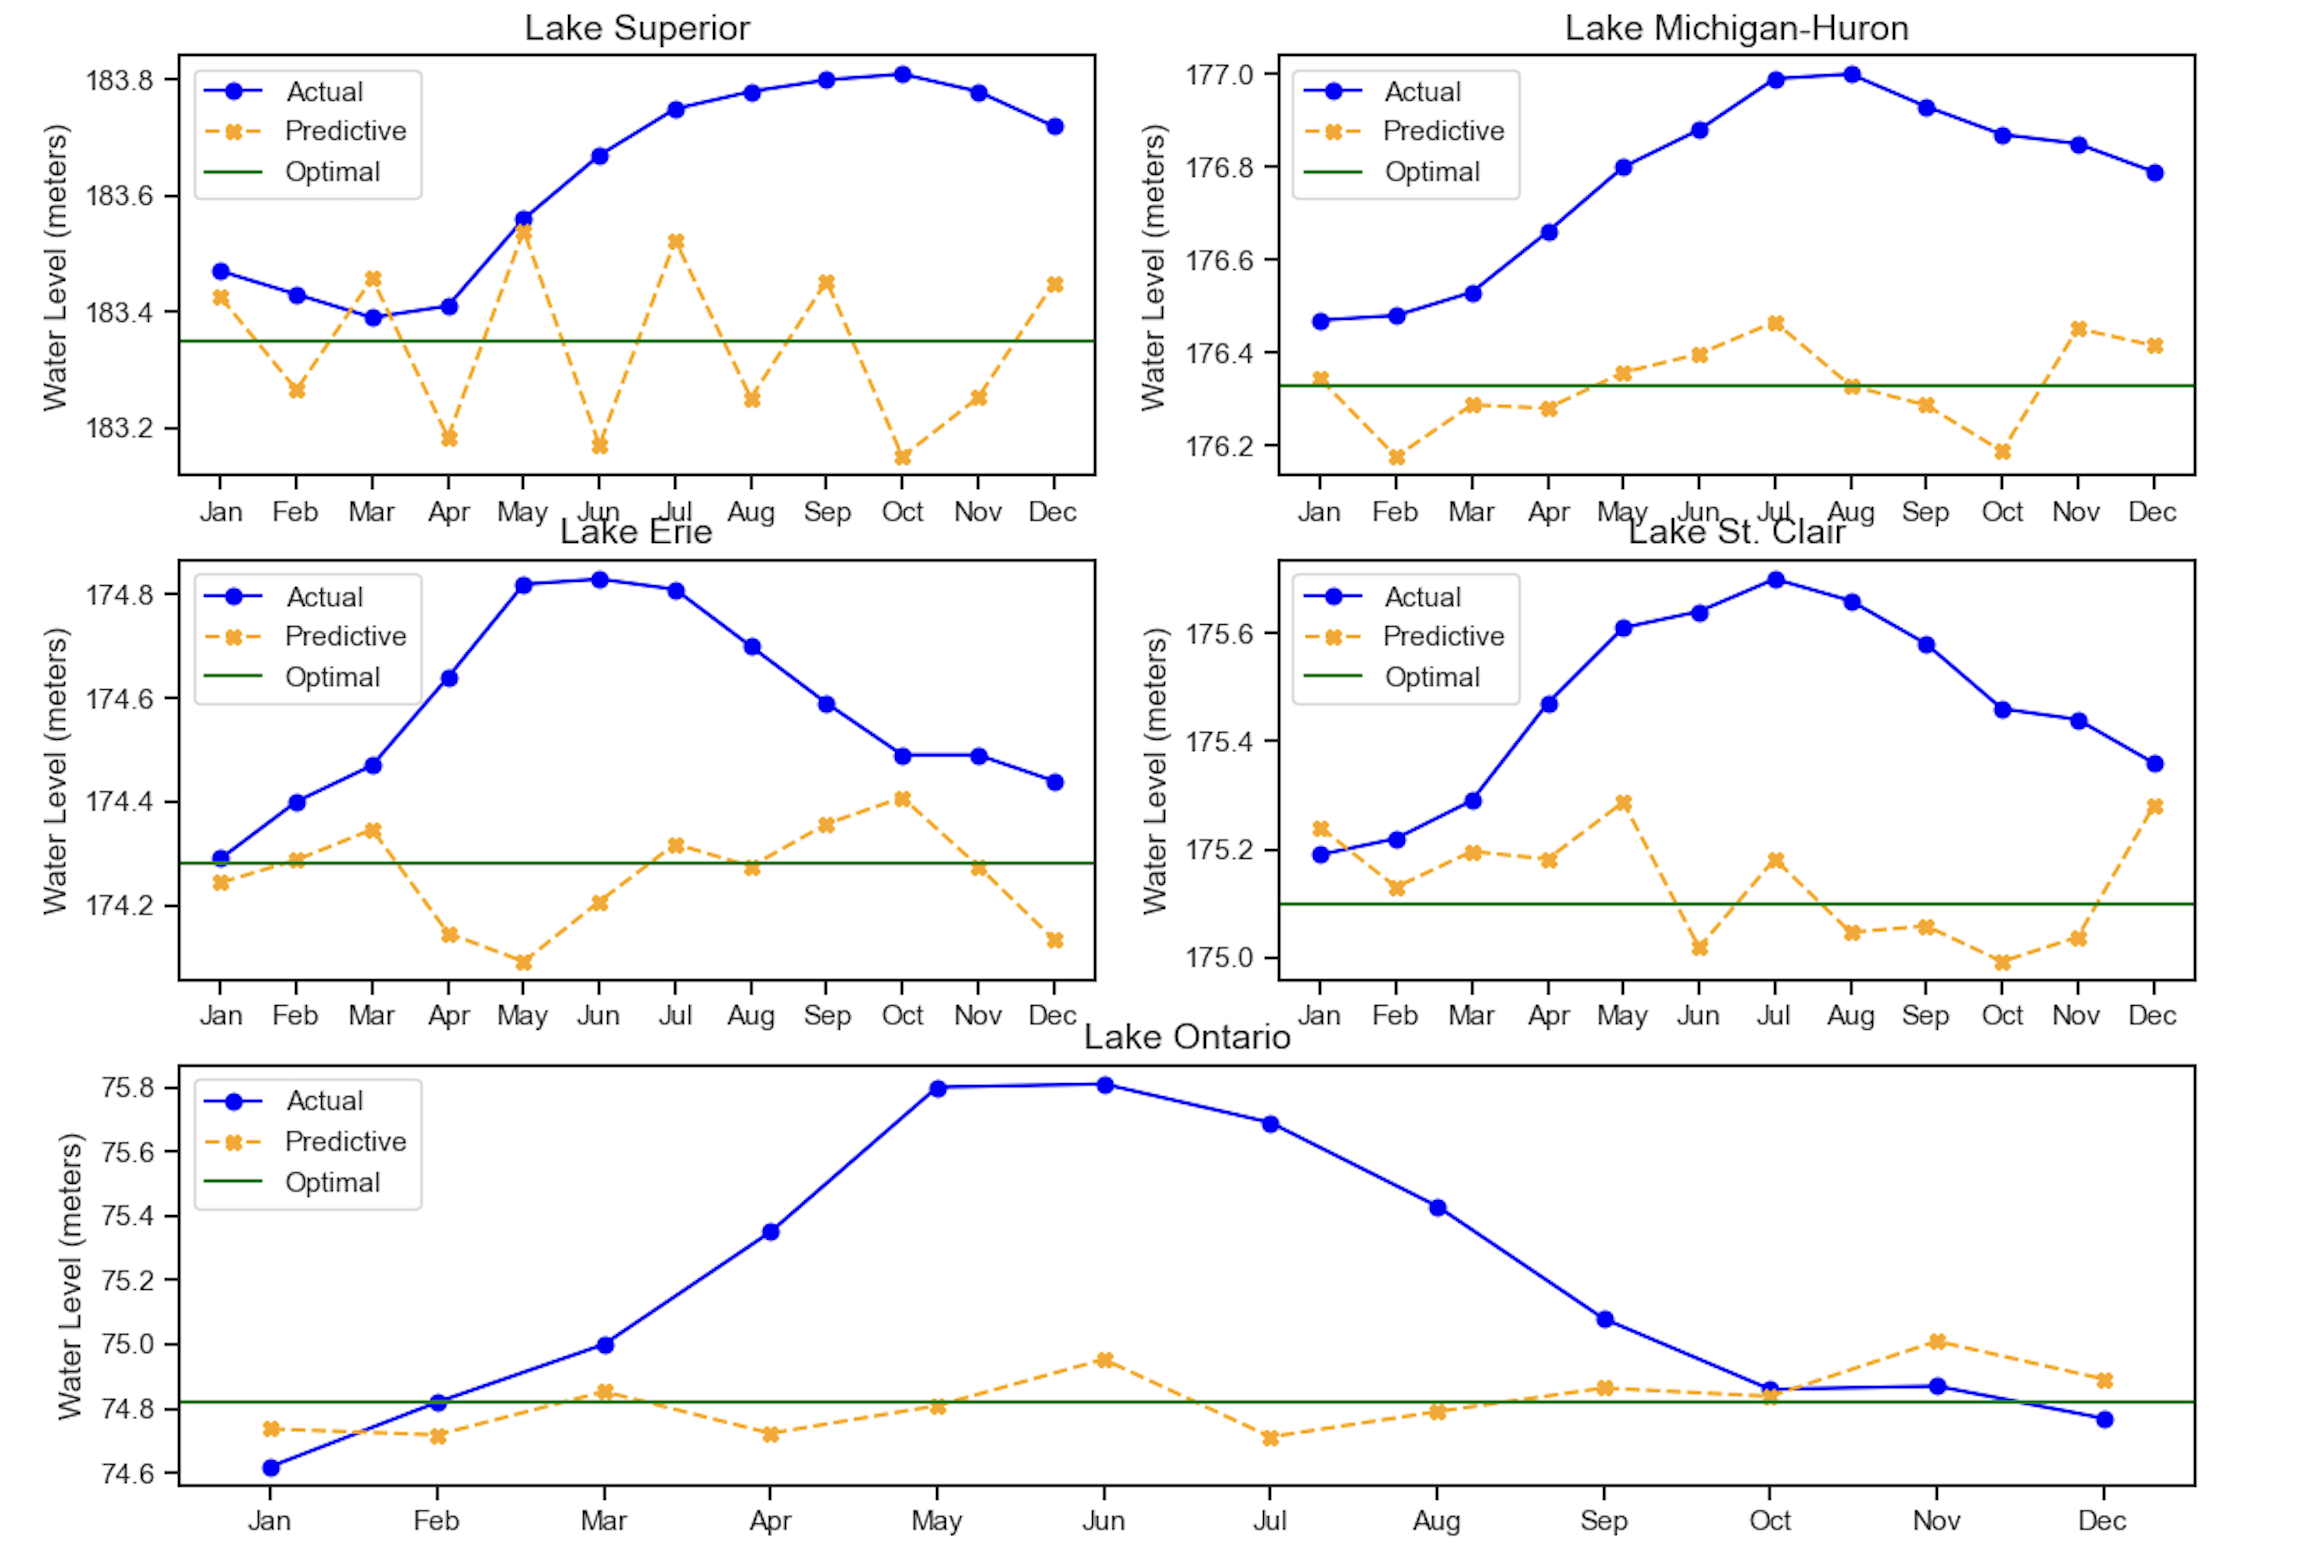 Lake Superior
Water Level (meters)
183.8
183.6
183.4
183.2
Actual
Predictive
Optimal
Jan Feb Mar Apr May Jun Jul Aug Sep Oct Nov Dec
Lake Michigan-Huron
Water Level (meters)
177.0
176.8
176.6
176.4
176.2
Actual
Predictive
Optimal
Jan Feb Mar Apr May Jun Jul Aug Sep Oct Nov Dec
Lake Erie
Water Level (meters)
174.8
174.6
174.4
174.2
Actual
Predictive
Optimal
Jan Feb Mar Apr May Jun Jul Aug Sep Oct Nov Dec
Lake St. Clair
Water Level (meters)
175.6
175.4
175.2
175.0
Actual
Predictive
Optimal
Jan Feb Mar Apr May Jun Jul Aug Sep Oct Nov Dec
Lake Ontario
Water Level (meters)
75.8
75.6
75.4
75.2
75.0
74.8
74.6
Actual
Predictive
Optimal
Jan Feb Mar Apr May Jun Jul Aug Sep Oct Nov Dec